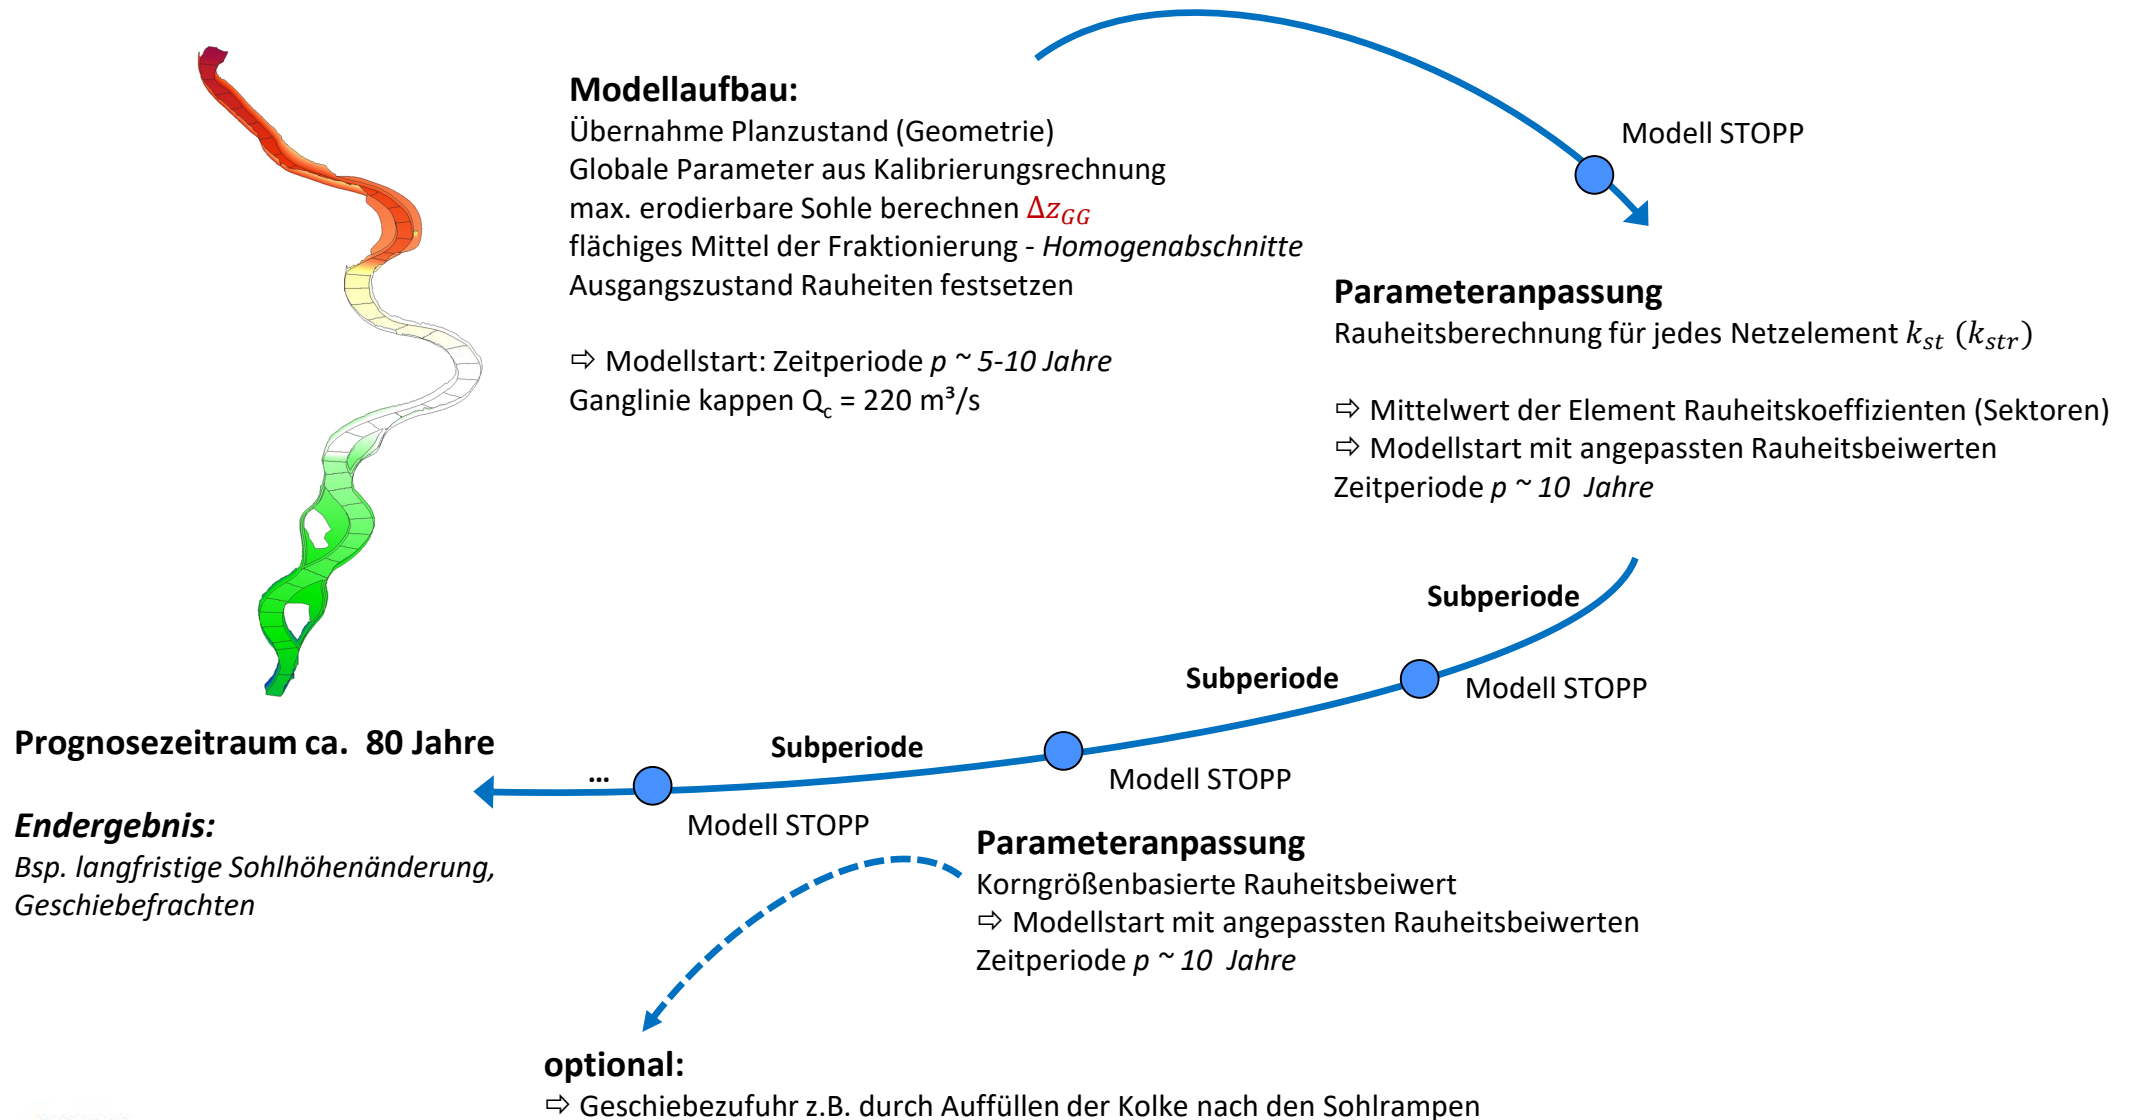 Modellaufbau:
Übernahme Planzustand (Geometrie)
Globale Parameter aus Kalibrierungsrechnung
max. erodierbare Sohle berechnen Δz_GG
flächiges Mittel der Fraktionierung - Homogenabschnitte
Ausgangszustand Rauheiten festsetzen
⇨ Modellstart: Zeitperiode p ~ 5-10 Jahre
Ganglinie kappen Q_c = 220 m³/s
Modell STOPP
Parameteranpassung
Rauheitsberechnung für jedes Netzelement k_st (k_str)
⇨ Mittelwert der Element Rauheitskoeffizienten (Sektoren)
⇨ Modellstart mit angepassten Rauheitsbeiwerten
Zeitperiode p ~ 10 Jahre
Subperiode
Modell STOPP
Subperiode
Modell STOPP
Subperiode
Modell STOPP
...
Parameteranpassung
Korngrößenbasierte Rauheitsbeiwert
⇨ Modellstart mit angepassten Rauheitsbeiwerten
Zeitperiode p ~ 10 Jahre
optional:
⇨ Geschiebezufuhr z.B. durch Auffüllen der Kolke nach den Sohlrampen
Prognosezeitraum ca. 80 Jahre
Endergebnis:
Bsp. langfristige Sohlhöhenänderung,
Geschiebefrachten